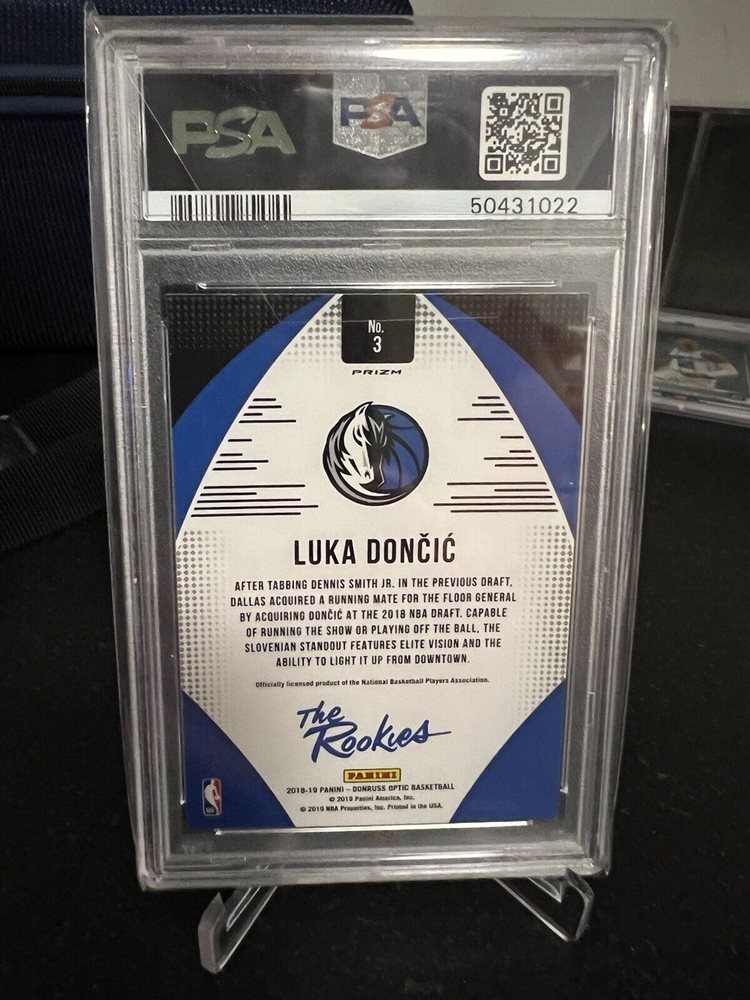 PSA
PSA
50431022
No.
3
PRIZM
LUKA DONČIĆ
AFTER TABBING DENNIS SMITH JR. IN THE PREVIOUS DRAFT,
DALLAS ACQUIRED A RUNNING MATE FOR THE FLOOR GENERAL
BY ACQUIRING DONČIĆ AT THE 2018 NBA DRAFT. CAPABLE
OF RUNNING THE SHOW OR PLAYING OFF THE BALL, THE
SLOVENIAN STANDOUT FEATURES ELITE VISION AND THE
ABILITY TO LIGHT IT UP FROM DOWNTOWN.
Officially licensed product of the National Basketball Players Association.
The
Rookies
PANINI
2018-19 PANINI – DONRUSS OPTIC BASKETBALL
© 2019 Panini America, Inc.
© 2019 NBA Properties, Inc. Printed in the USA.